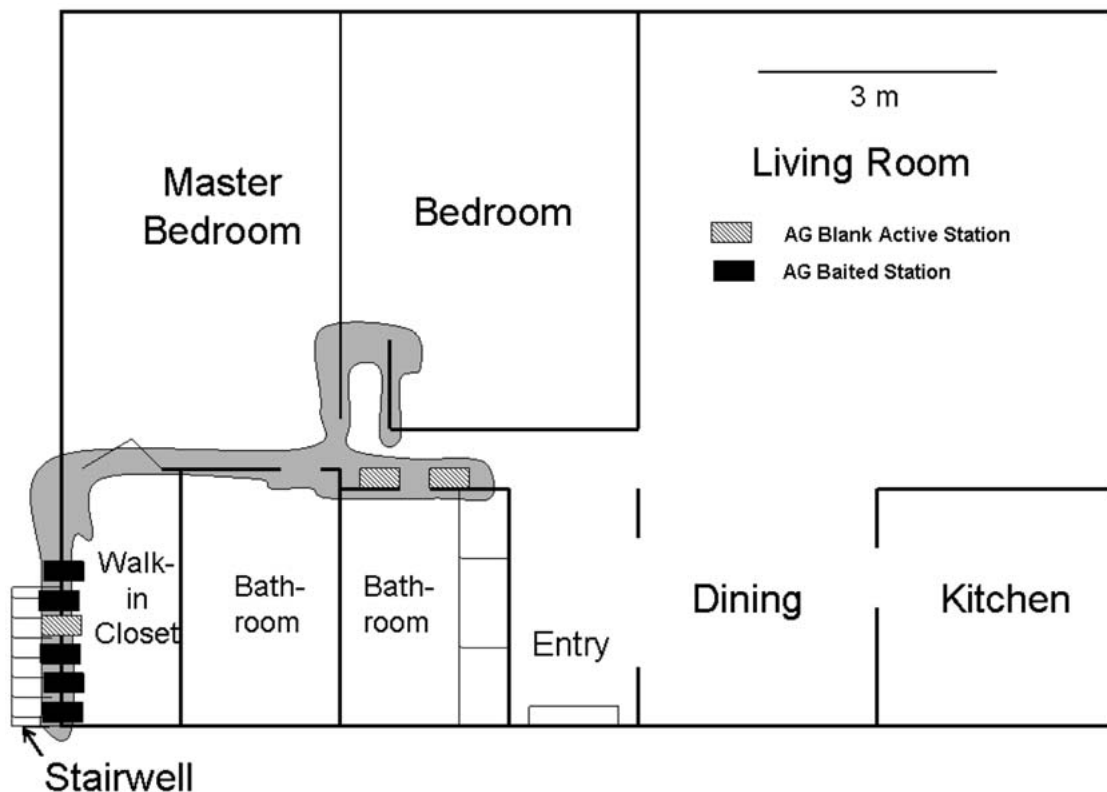 3 m
Living Room
Master
Bedroom
Bedroom
AG Blank Active Station
AG Baited Station
Walk-
in
Closet
Bath-
room
Bath-
room
Entry
Dining
Kitchen
Stairwell